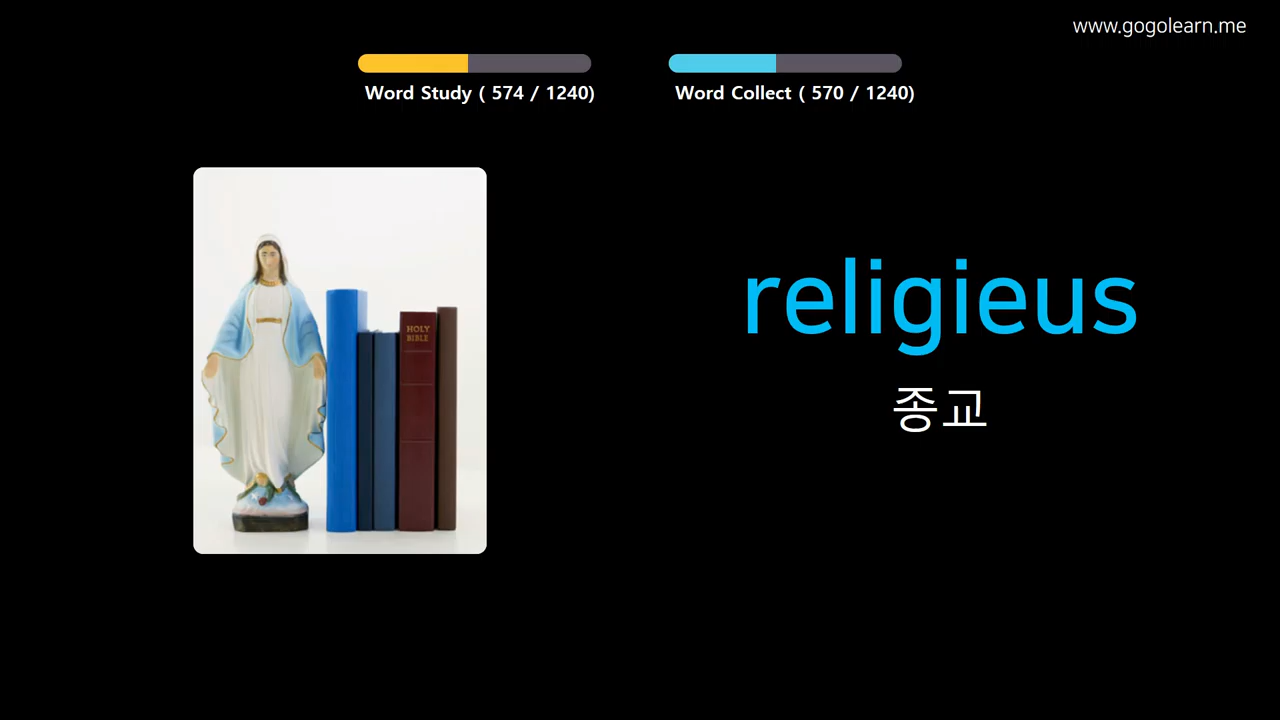 www.gogolearn.me
Word Study ( 574 / 1240)
Word Collect ( 570 / 1240)
HOLY
BIBLE
religieus
종교